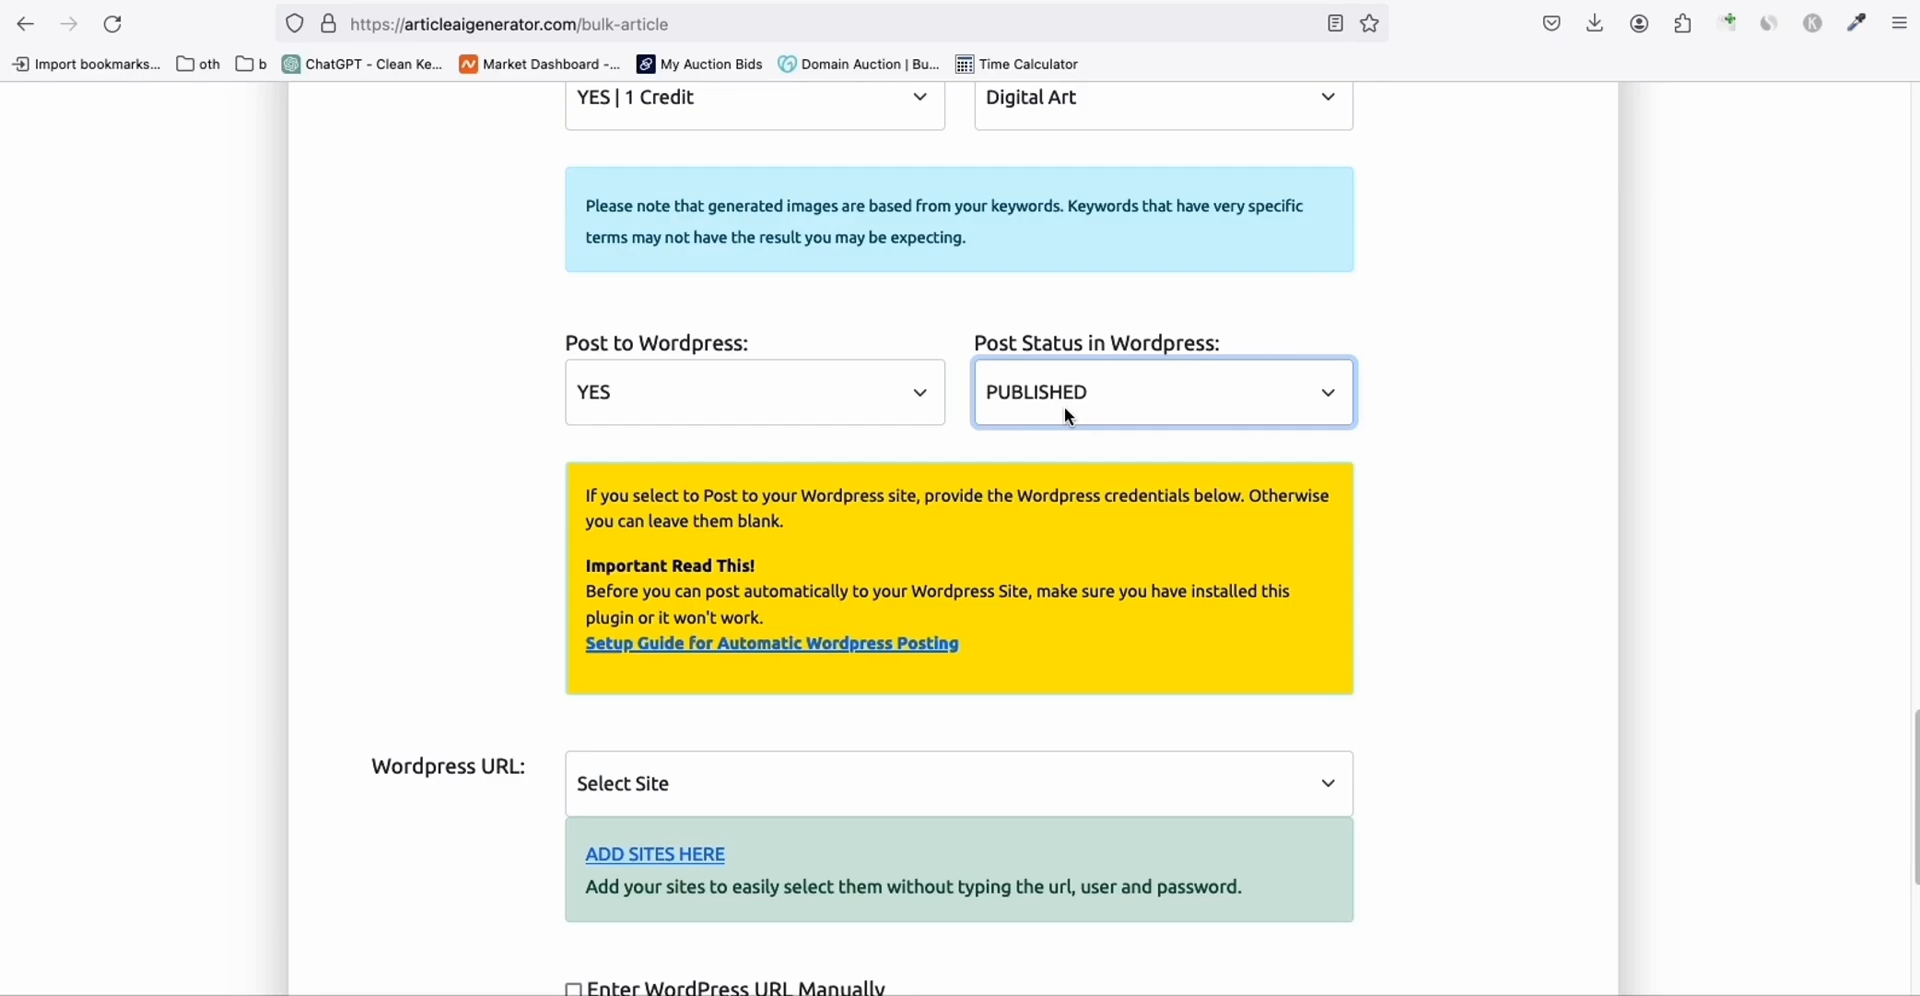 https://articleaigenerator.com/bulk-article
Import bookmarks... oth b ChatGPT - Clean Ke... Market Dashboard -... My Auction Bids Domain Auction | Bu... Time Calculator
YES | 1 Credit Digital Art
Please note that generated images are based from your keywords. Keywords that have very specific
terms may not have the result you may be expecting.
Post to Wordpress: Post Status in Wordpress:
YES PUBLISHED
If you select to Post to your Wordpress site, provide the Wordpress credentials below. Otherwise
you can leave them blank.
Important Read This!
Before you can post automatically to your Wordpress Site, make sure you have installed this
plugin or it won't work.
Setup Guide for Automatic Wordpress Posting
Wordpress URL: Select Site
ADD SITES HERE
Add your sites to easily select them without typing the url, user and password.
Enter WordPress URL Manually